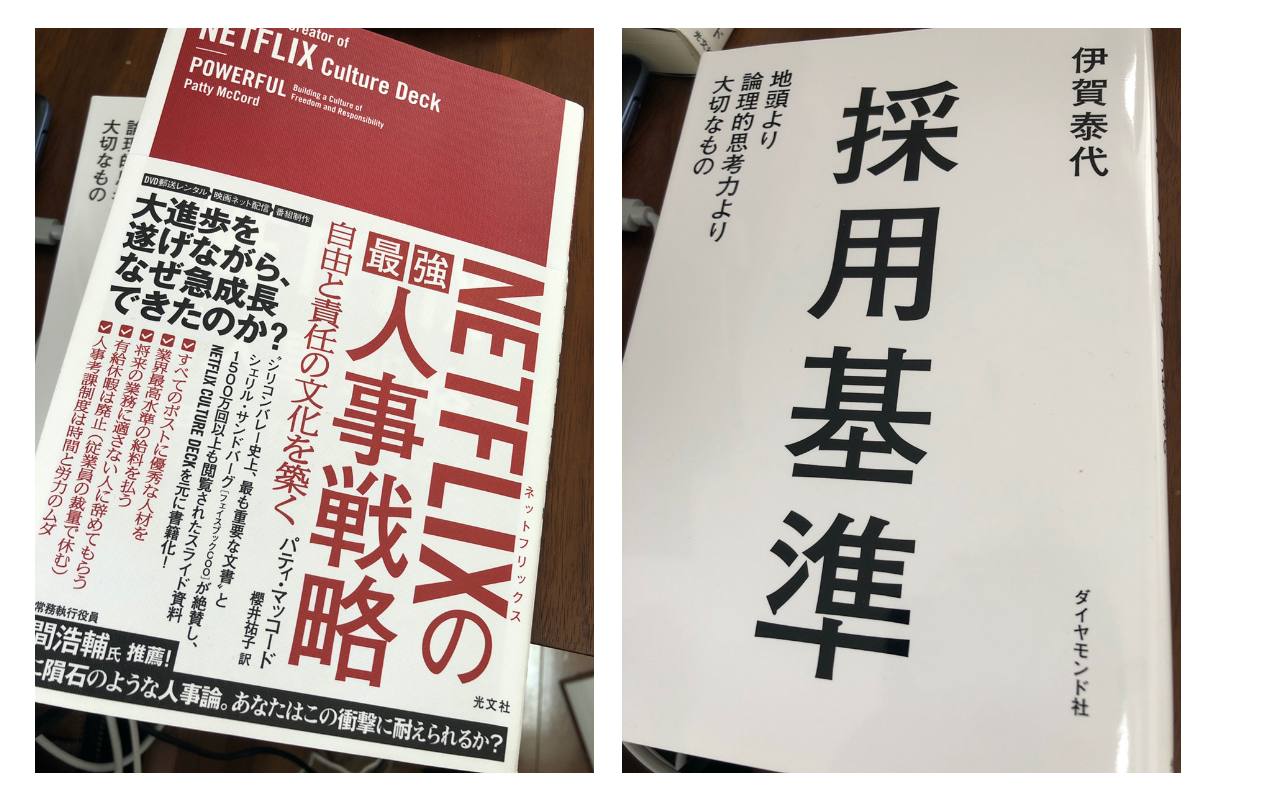 Creator of
NETFLIX Culture Deck
POWERFUL
Building a Culture of
Freedom and Responsibility
Patty McCord
大切なもの
DVD郵送レンタル、映画ネット配信、番組制作
大進歩を
遂げながら、
なぜ急成長
できたのか?
NETFLIXの
ネットフリックス
最強
人事戦略
自由と責任の文化を築く
パティ・マッコード
櫻井祐子 訳
“シリコンバレー史上、最も重要な文書”と
シェリル・サンドバーグ[フェイスブックCOO]が絶賛し、
1500万回以上も閲覧されたスライド資料
NETFLIX CULTURE DECKを元に書籍化!
すべてのポストに優秀な人材を
業界最高水準の給料を払う
将来の業務に適さない人に辞めてもらう
有給休暇は廃止(従業員の裁量で休む)
人事考課制度は時間と労力のムダ
常務執行役員
間浩輔氏 推薦!
隕石のような人事論。あなたはこの衝撃に耐えられるか?
光文社
光文社
伊賀泰代
採用基準
地頭より
論理的思考力より
大切なもの
ダイヤモンド社